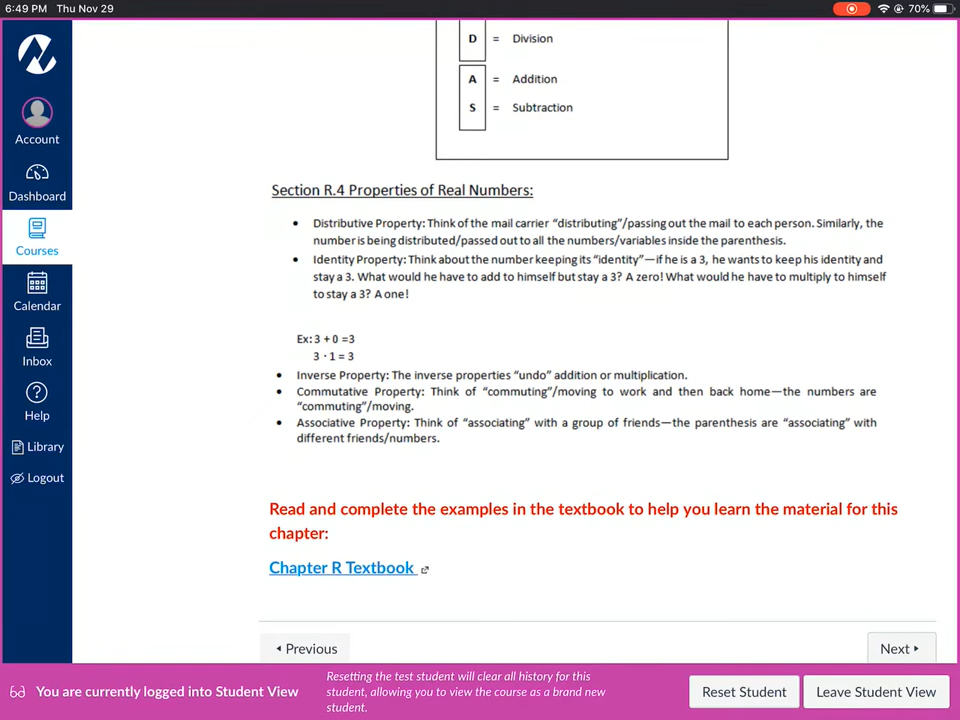 6:49 PM Thu Nov 29
70%
Account
Dashboard
Courses
Calendar
Inbox
Help
Library
Logout
D = Division
A = Addition
S = Subtraction
Section R.4 Properties of Real Numbers:
• Distributive Property: Think of the mail carrier “distributing”/passing out the mail to each person. Similarly, the
number is being distributed/passed out to all the numbers/variables inside the parenthesis.
• Identity Property: Think about the number keeping its “identity”—if he is a 3, he wants to keep his identity and
stay a 3. What would he have to add to himself but stay a 3? A zero! What would he have to multiply to himself
to stay a 3? A one!
Ex: 3 + 0 =3
3 · 1 = 3
• Inverse Property: The inverse properties “undo” addition or multiplication.
• Commutative Property: Think of “commuting”/moving to work and then back home—the numbers are
“commuting”/moving.
• Associative Property: Think of “associating” with a group of friends—the parenthesis are “associating” with
different friends/numbers.
Read and complete the examples in the textbook to help you learn the material for this
chapter:
Chapter R Textbook
Previous
Next
You are currently logged into Student View
Resetting the test student will clear all history for this
student, allowing you to view the course as a brand new
student.
Reset Student
Leave Student View